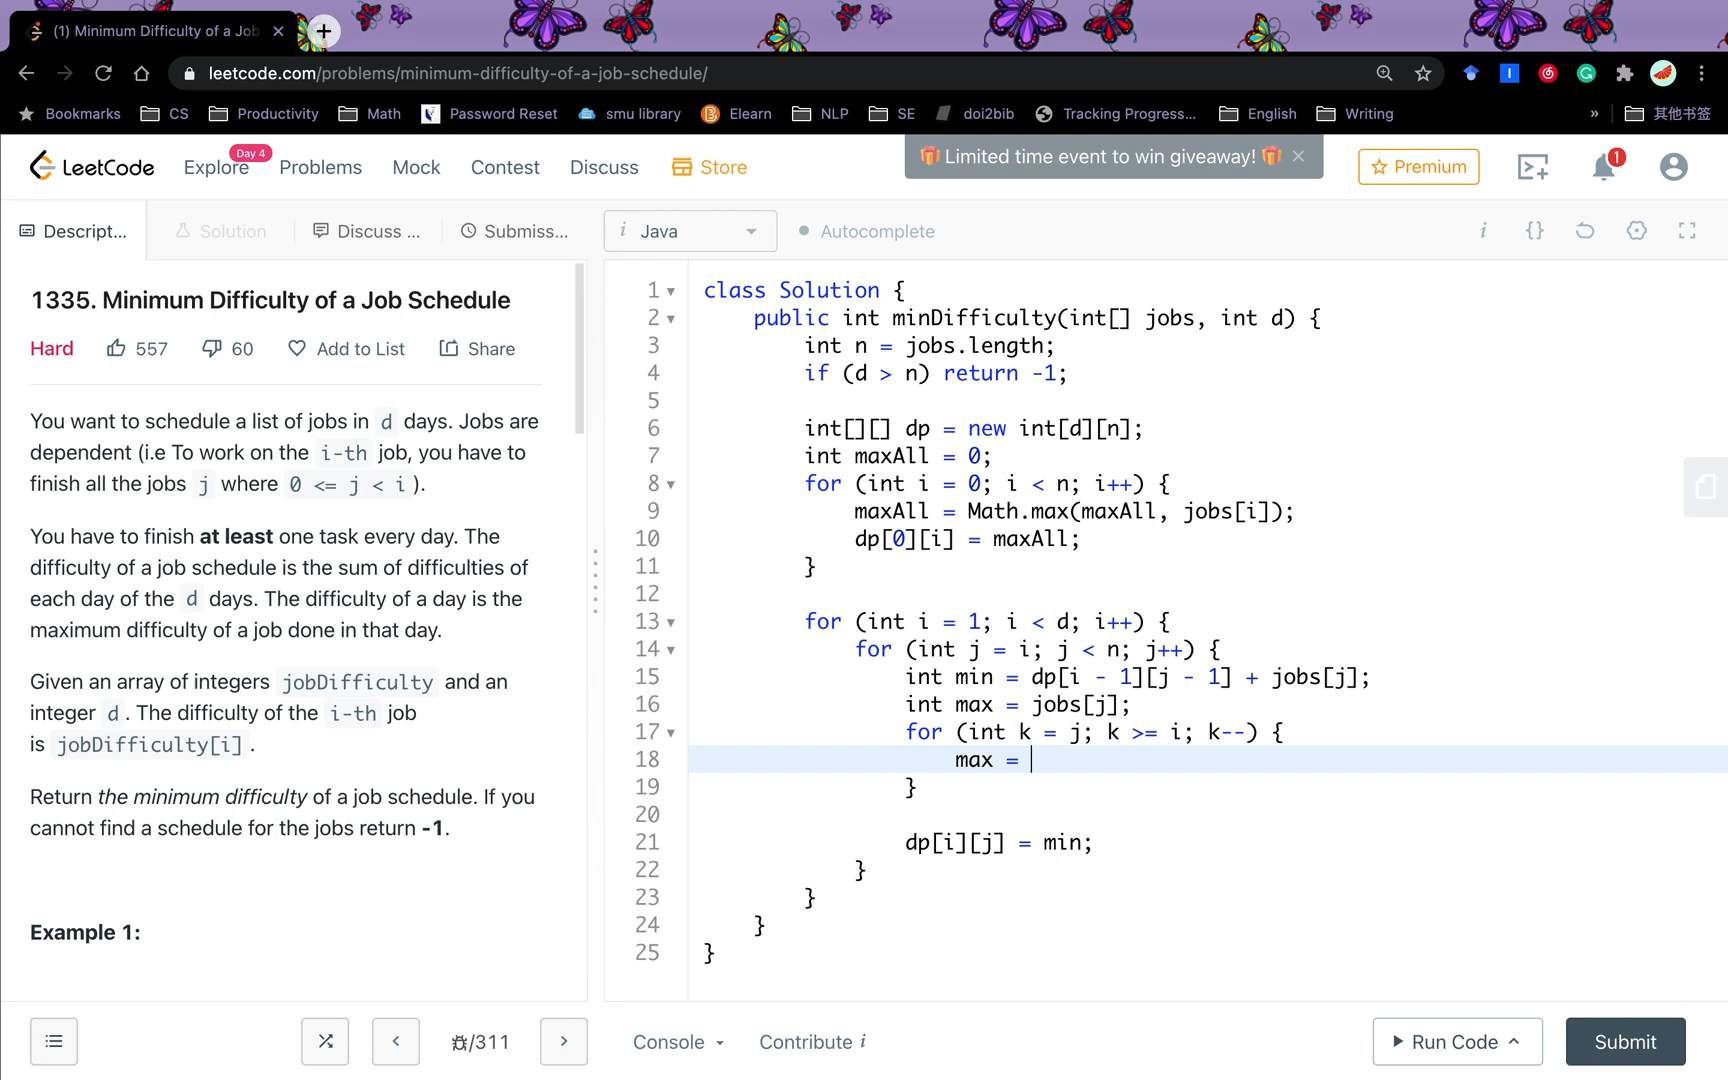 (1) Minimum Difficulty of a Job
leetcode.com/problems/minimum-difficulty-of-a-job-schedule/
Bookmarks CS Productivity Math Password Reset smu library Elearn NLP SE doi2bib Tracking Progress... English Writing » 其他书签
LeetCode Explore Day 4 Problems Mock Contest Discuss Store Limited time event to win giveaway! Premium 1
Descript... Solution Discuss ... Submiss... i Java Autocomplete i {}
1335. Minimum Difficulty of a Job Schedule
Hard 557 60 Add to List Share
You want to schedule a list of jobs in d days. Jobs are
dependent (i.e To work on the i-th job, you have to
finish all the jobs j where 0 <= j < i ).
You have to finish at least one task every day. The
difficulty of a job schedule is the sum of difficulties of
each day of the d days. The difficulty of a day is the
maximum difficulty of a job done in that day.
Given an array of integers jobDifficulty and an
integer d . The difficulty of the i-th job
is jobDifficulty[i] .
Return the minimum difficulty of a job schedule. If you
cannot find a schedule for the jobs return -1.
Example 1:
1 class Solution {
2 public int minDifficulty(int[] jobs, int d) {
3 int n = jobs.length;
4 if (d > n) return -1;
5
6 int[][] dp = new int[d][n];
7 int maxAll = 0;
8 for (int i = 0; i < n; i++) {
9 maxAll = Math.max(maxAll, jobs[i]);
10 dp[0][i] = maxAll;
11 }
12
13 for (int i = 1; i < d; i++) {
14 for (int j = i; j < n; j++) {
15 int min = dp[i - 1][j - 1] + jobs[j];
16 int max = jobs[j];
17 for (int k = j; k >= i; k--) {
18 max =
19 }
20
21 dp[i][j] = min;
22 }
23 }
24 }
25 }
/311 Console Contribute i Run Code Submit